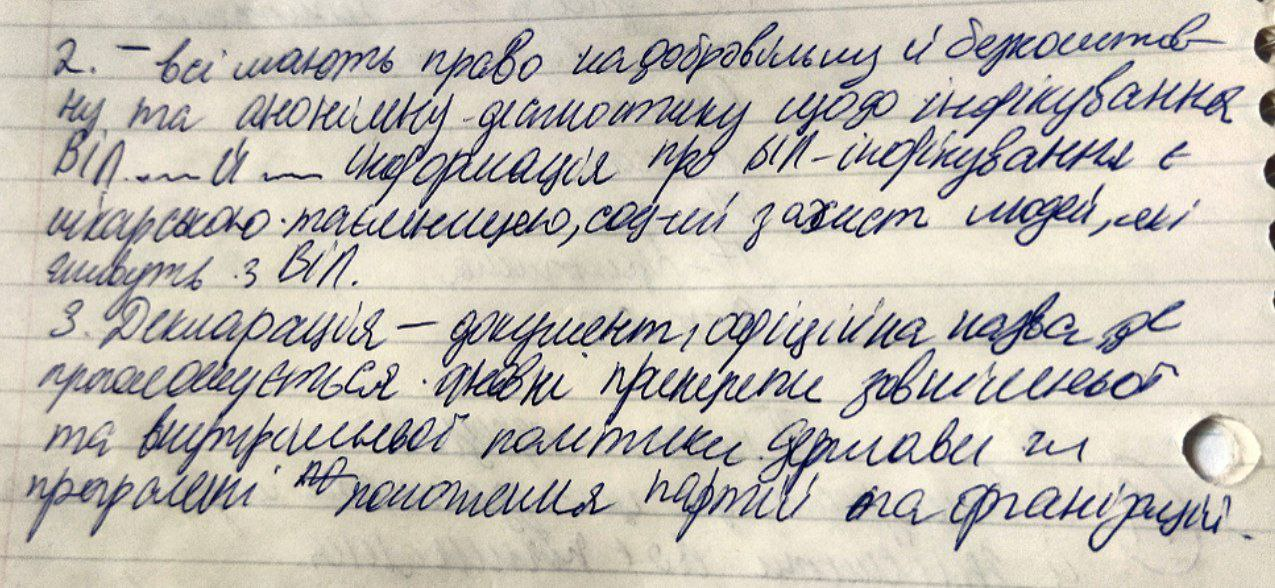 2. – всі мають право на добровільну й безкоштов-
ну та анонімну діагностику щодо інфікування
ВІЛ. ... й ... інформація про ВІЛ-інфікування є
лікарською таємницею, соц-ий захист людей, які
живуть з ВІЛ.
3. Декларація – документ, офіційна назва, де
проголошується основні принципи зовнішньої
та внутрішньої політики держави чи
програмні положення партій та організацій.